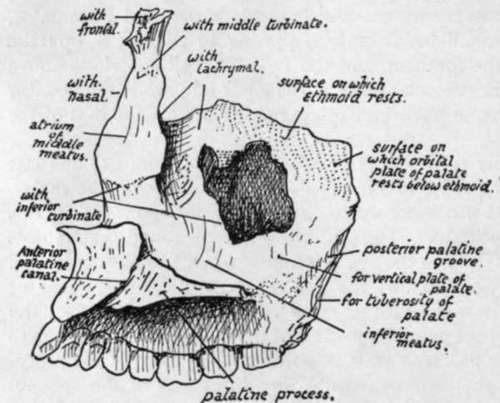 with
frontal.
with middle turbinate.
with
lachrymal.
with
nasal.
surface on which
ethmoid rests.
atrium
of
middle
meatus.
surface on
which orbital
plate of palate
rests below ethmoid.
with
inferior
turbinate
Anterior
palatine
canal.
posterior palatine
groove.
for vertical plate of
palate.
for tuberosity of
palate
inferior
meatus.
palatine process.